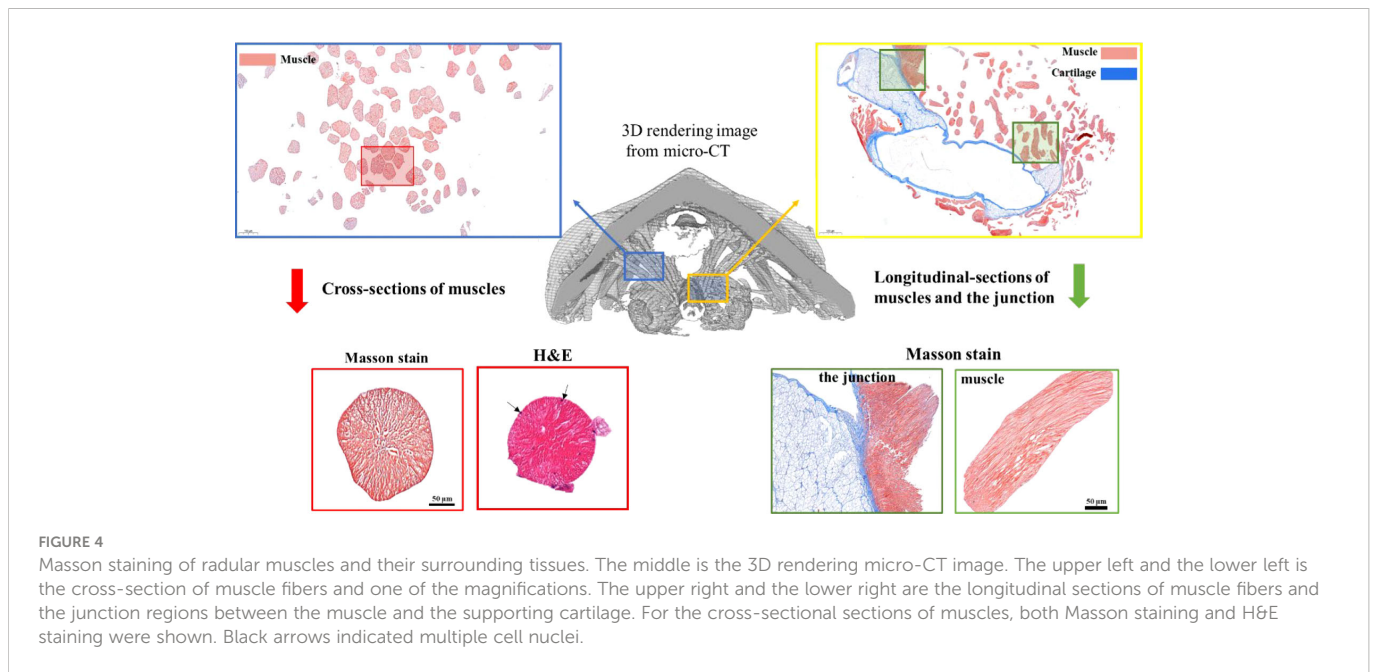 Muscle
Muscle
Cartilage
3D rendering image
from micro-CT
Cross-sections of muscles
Longitudinal-sections of
muscles and the junction
Masson stain
H&E
Masson stain
the junction
muscle
50 μm
50 μm
FIGURE 4
Masson staining of radular muscles and their surrounding tissues. The middle is the 3D rendering micro-CT image. The upper left and the lower left is
the cross-section of muscle fibers and one of the magnifications. The upper right and the lower right are the longitudinal sections of muscle fibers and
the junction regions between the muscle and the supporting cartilage. For the cross-sectional sections of muscles, both Masson staining and H&E
staining were shown. Black arrows indicated multiple cell nuclei.